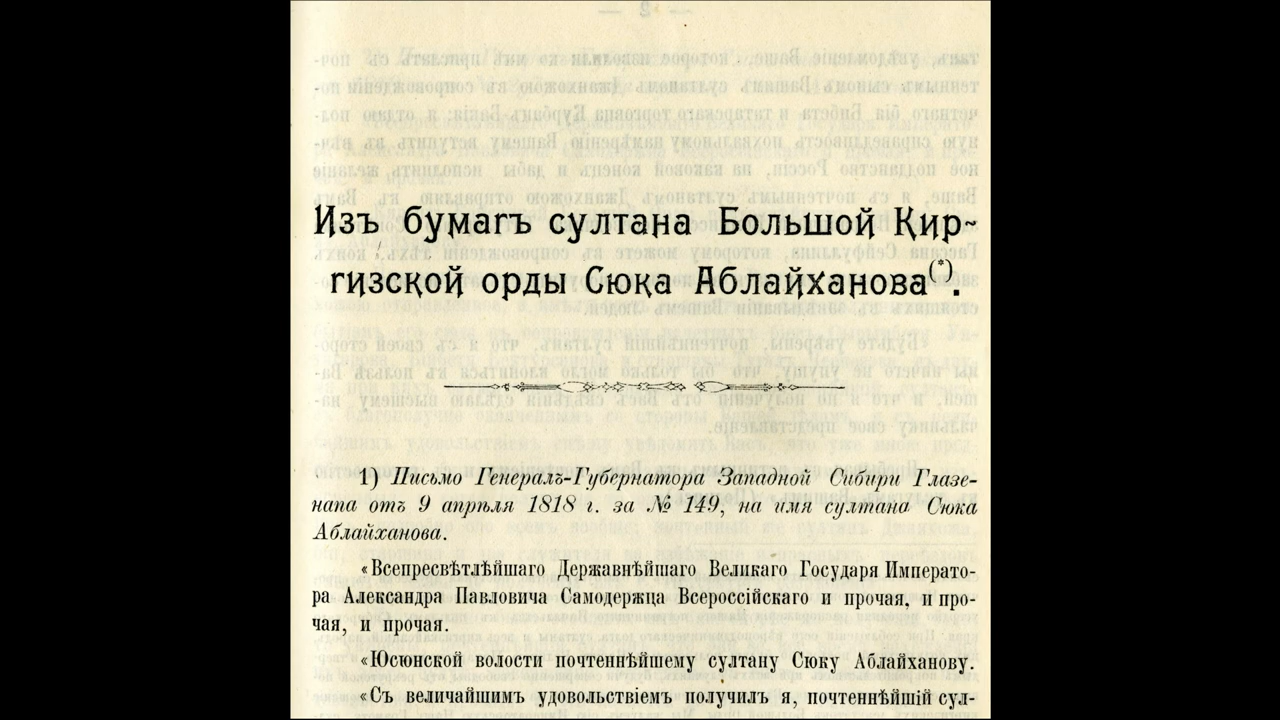 Изъ бумагъ султана Большой Кир-
гизской орды Сюка Аблайханова(*).
1) Письмо Генералъ-Губернатора Западной Сибири Глазе-
напа отъ 9 апрѣля 1818 г. за № 149, на имя султана Сюка
Аблайханова.
«Всепресвѣтлѣйшаго Державнѣйшаго Великаго Государя Императо-
ра Александра Павловича Самодержца Всероссійскаго и прочая, и про-
чая, и прочая.
«Юсюнской волости почтеннѣйшему султану Сюку Аблайханову.
«Съ величайшимъ удовольствіемъ получилъ я, почтеннѣйшій сул-